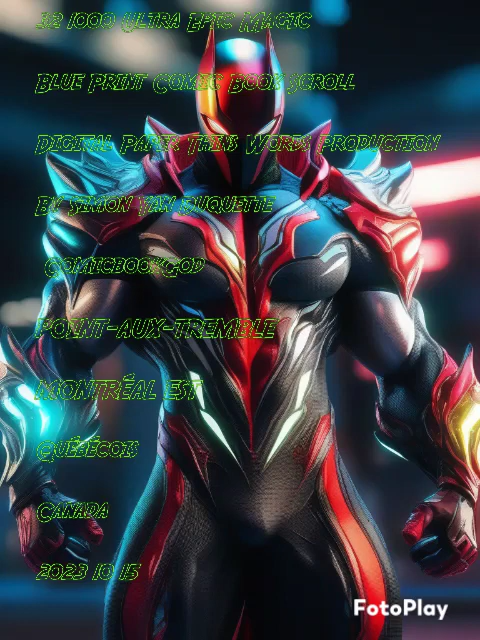 32 1000 Ultra Epic Magic
Blue Print Comic Book Scroll
Digital Paper Thins Words Production
By Simon Yan Duquette
ComicbookGod
Point-aux-Tremble
Montréal Est
Québécois
Canada
2023 10 15
FotoPlay